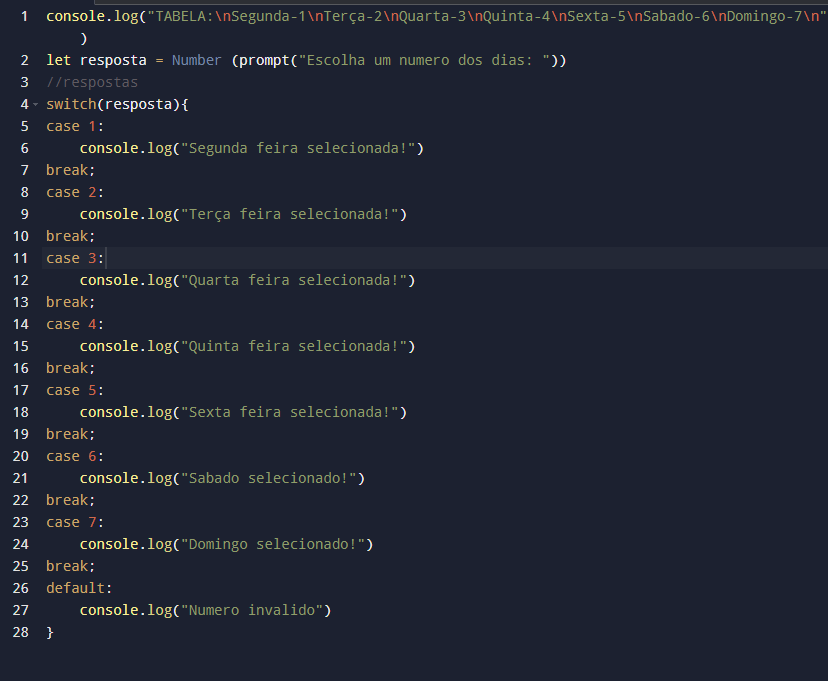 1 console.log("TABELA:\nSegunda-1\nTerça-2\nQuarta-3\nQuinta-4\nSexta-5\nSabado-6\nDomingo-7\n"
)
2 let resposta = Number (prompt("Escolha um numero dos dias: "))
3 //respostas
4 switch(resposta){
5 case 1:
6     console.log("Segunda feira selecionada!")
7 break;
8 case 2:
9     console.log("Terça feira selecionada!")
10 break;
11 case 3:
12     console.log("Quarta feira selecionada!")
13 break;
14 case 4:
15     console.log("Quinta feira selecionada!")
16 break;
17 case 5:
18     console.log("Sexta feira selecionada!")
19 break;
20 case 6:
21     console.log("Sabado selecionado!")
22 break;
23 case 7:
24     console.log("Domingo selecionado!")
25 break;
26 default:
27     console.log("Numero invalido")
28 }